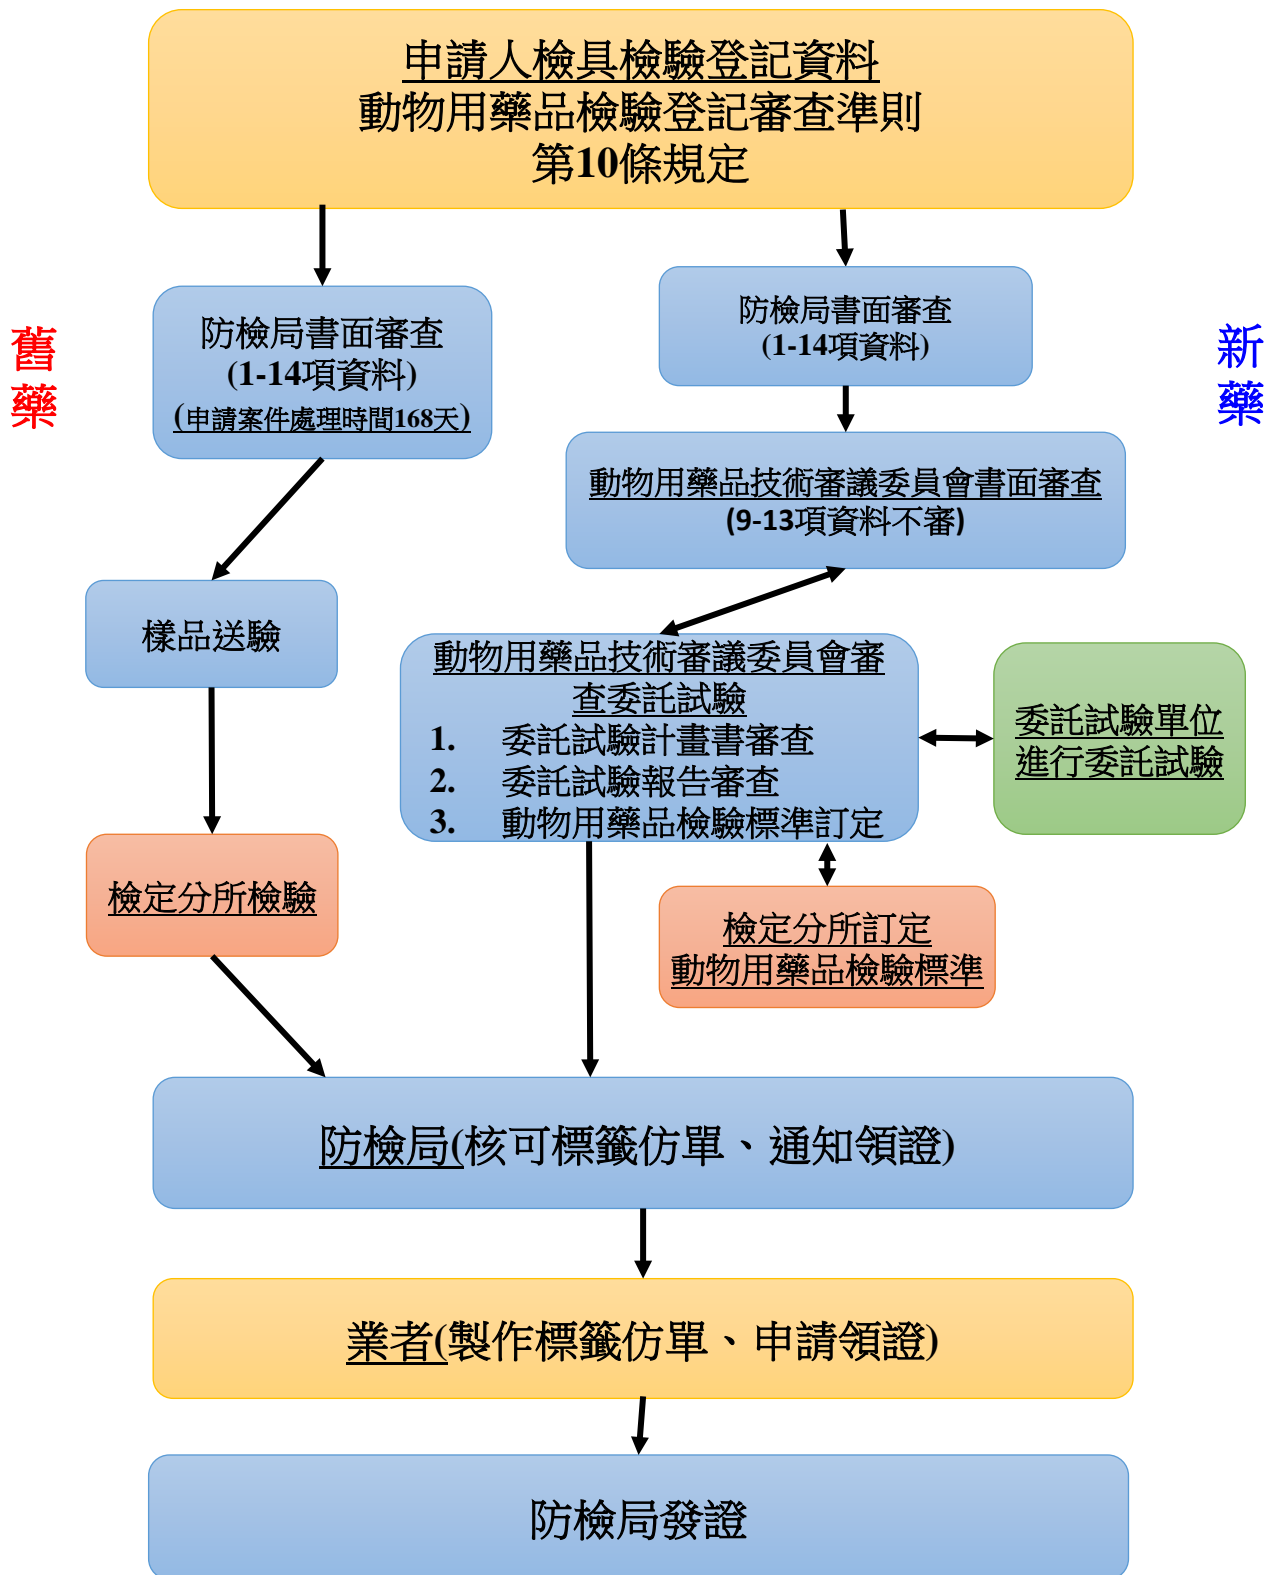 申請人檢具檢驗登記資料
動物用藥品檢驗登記審查準則
第10條規定
舊
藥
防檢局書面審查
(1-14項資料)
(申請案件處理時間168天)
樣品送驗
檢定分所檢驗
新
藥
防檢局書面審查
(1-14項資料)
動物用藥品技術審議委員會書面審查
(9-13項資料不審)
動物用藥品技術審議委員會審
查委託試驗
1. 委託試驗計畫書審查
2. 委託試驗報告審查
3. 動物用藥品檢驗標準訂定
委託試驗單位
進行委託試驗
檢定分所訂定
動物用藥品檢驗標準
防檢局(核可標籤仿單、通知領證)
業者(製作標籤仿單、申請領證)
防檢局發證